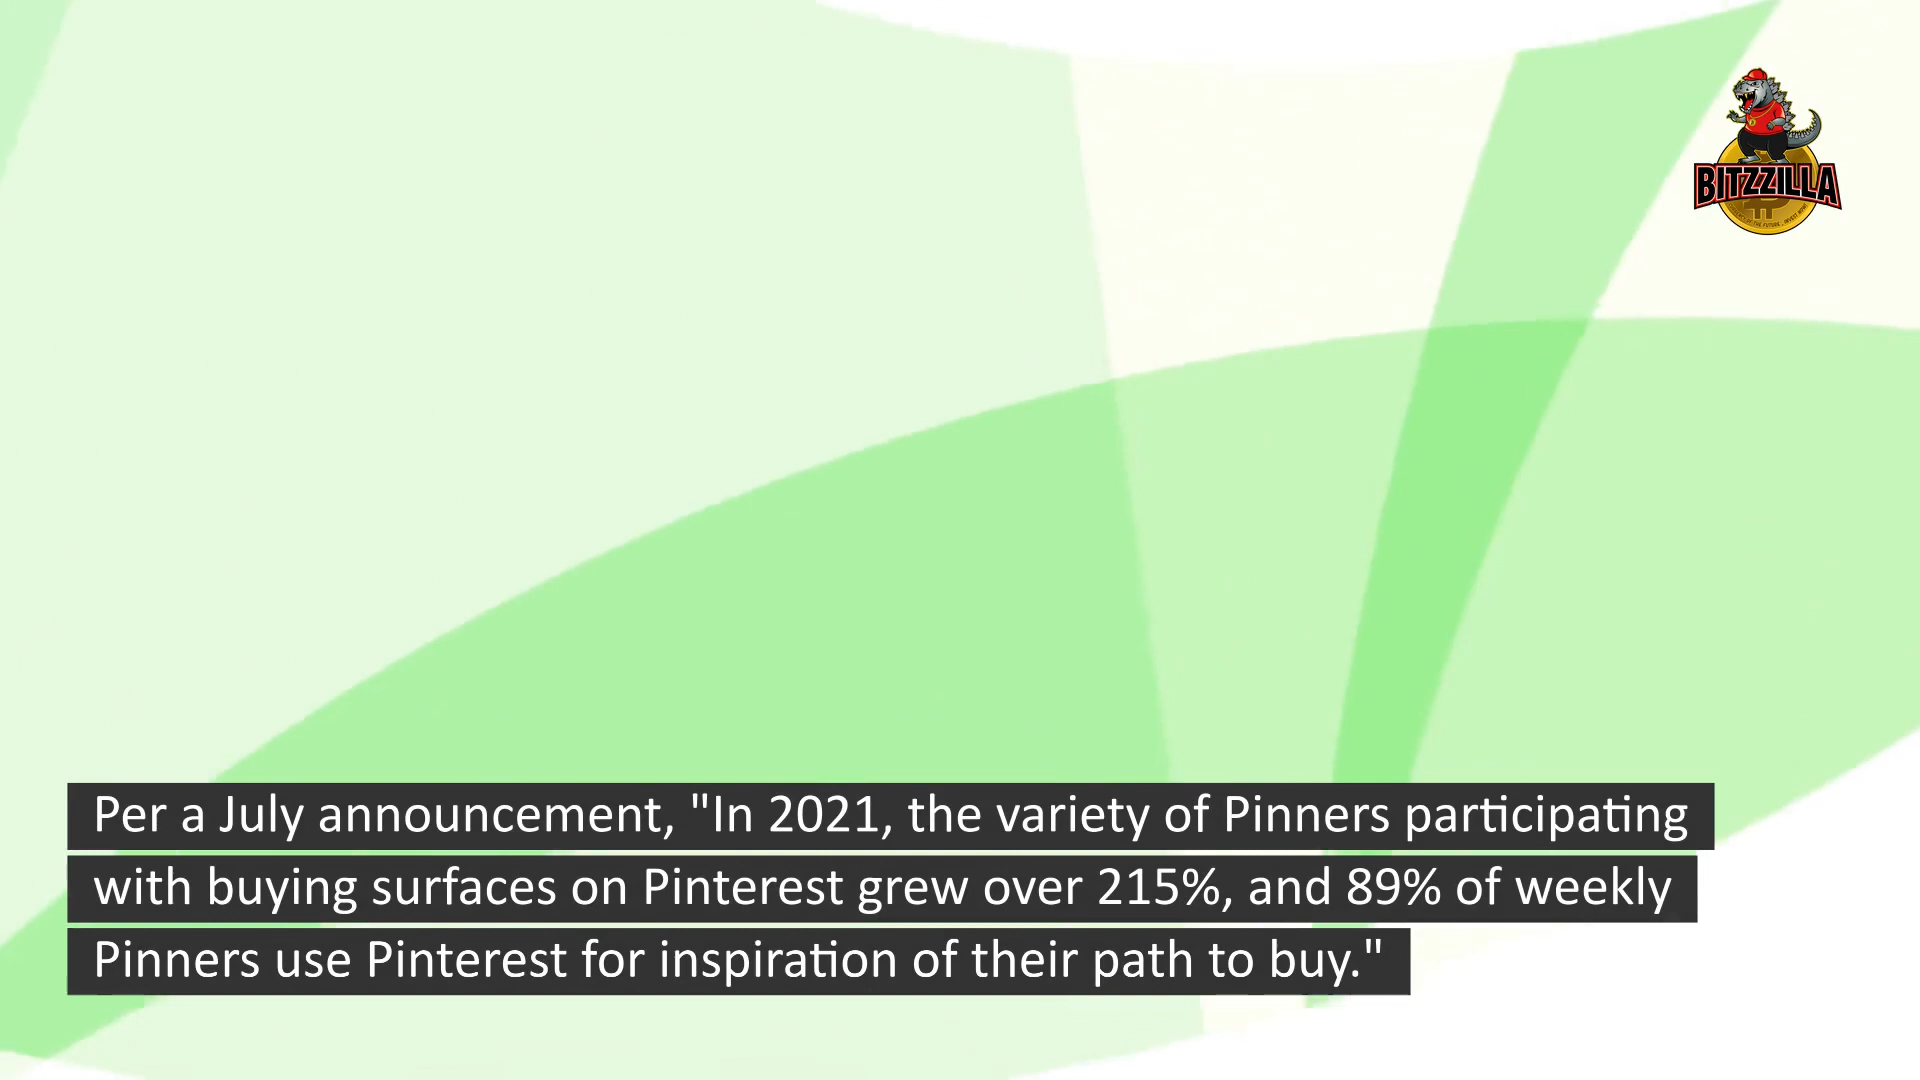 BITZZILLA
Per a July announcement, "In 2021, the variety of Pinners participating
with buying surfaces on Pinterest grew over 215%, and 89% of weekly
Pinners use Pinterest for inspiration of their path to buy."